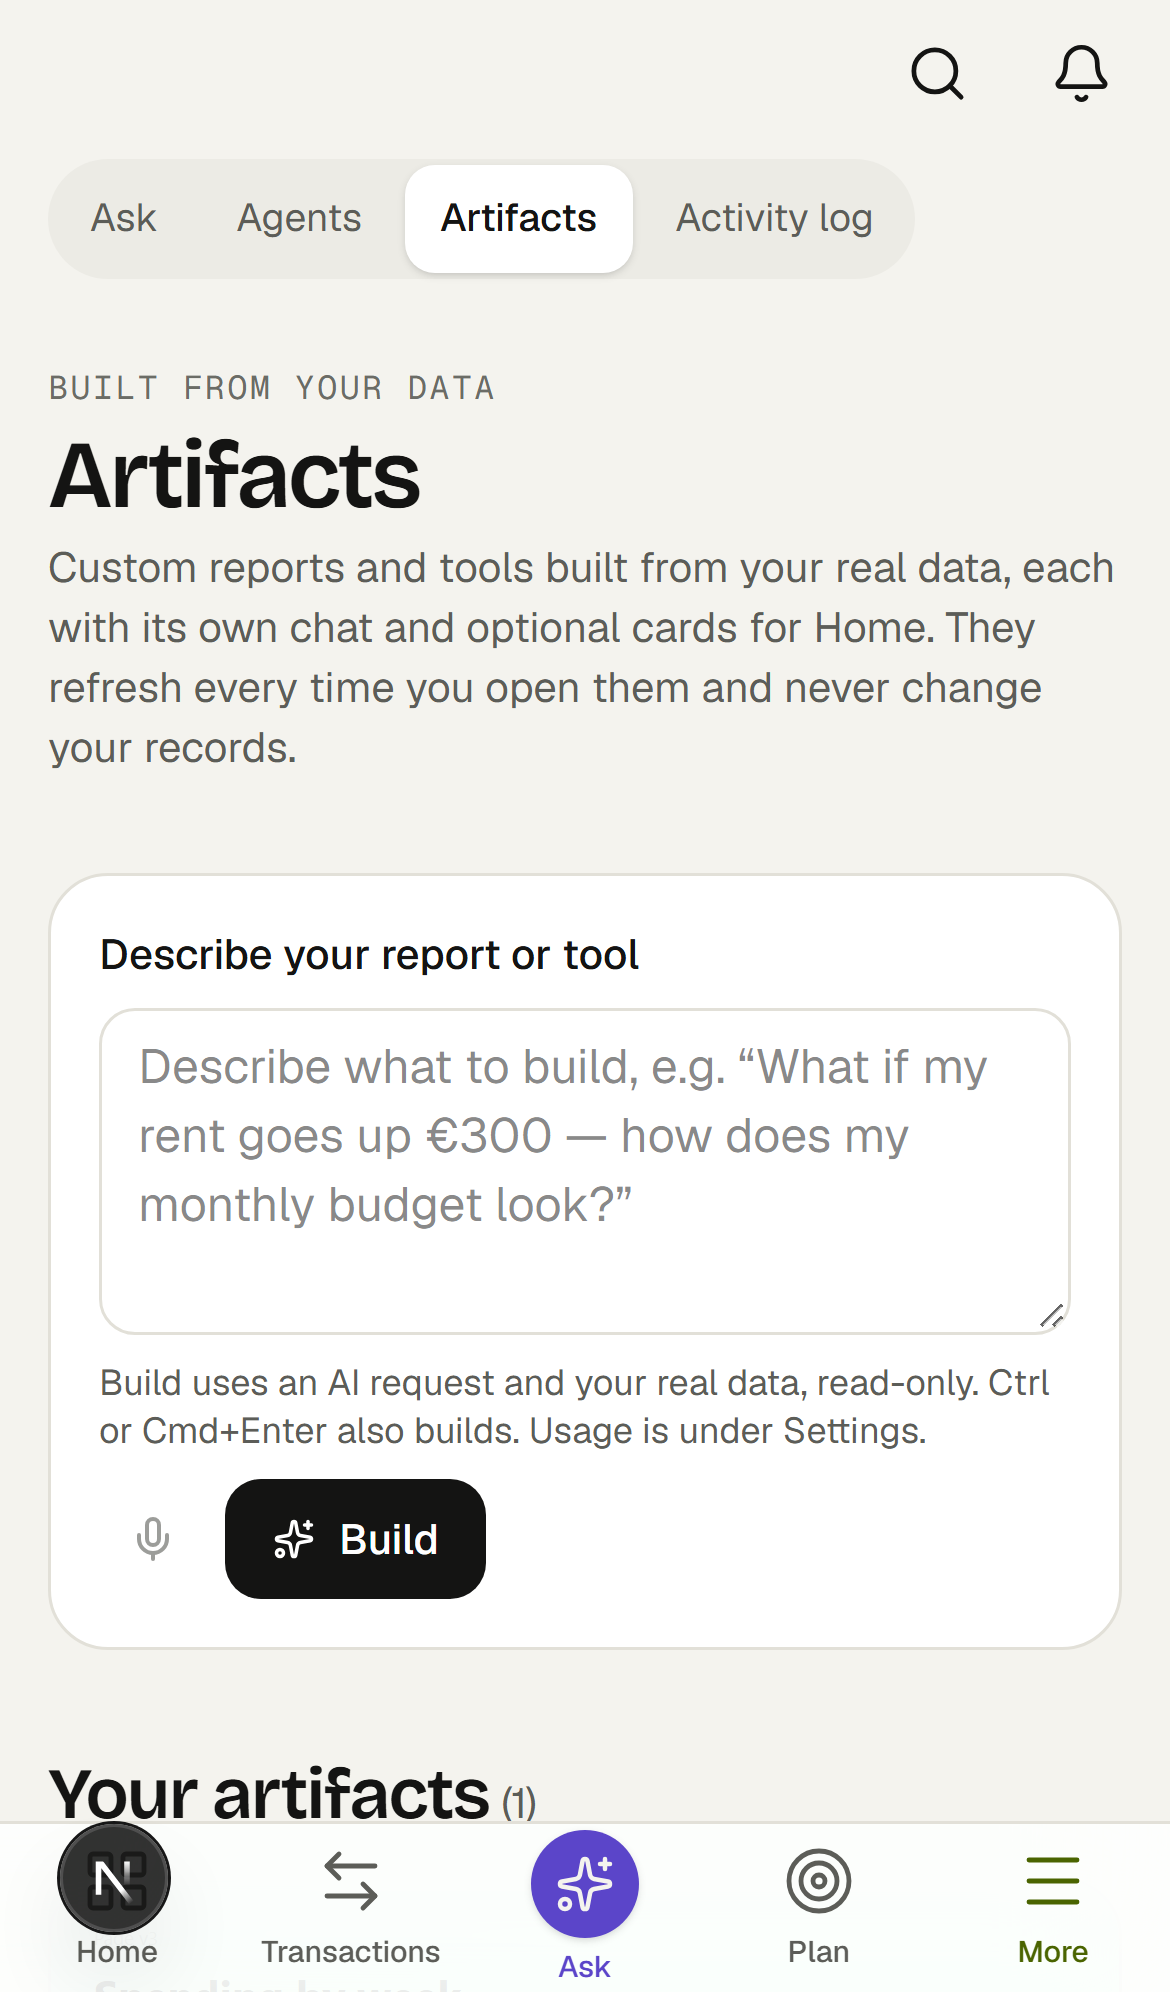 Ask Agents Artifacts Activity log
BUILT FROM YOUR DATA
Artifacts
Custom reports and tools built from your real data, each
with its own chat and optional cards for Home. They
refresh every time you open them and never change
your records.
Describe your report or tool
Describe what to build, e.g. “What if my
rent goes up €300 — how does my
monthly budget look?”
Build uses an AI request and your real data, read-only. Ctrl
or Cmd+Enter also builds. Usage is under Settings.
Build
Your artifacts (1)
N
Home Transactions Ask Plan More
Spending by week